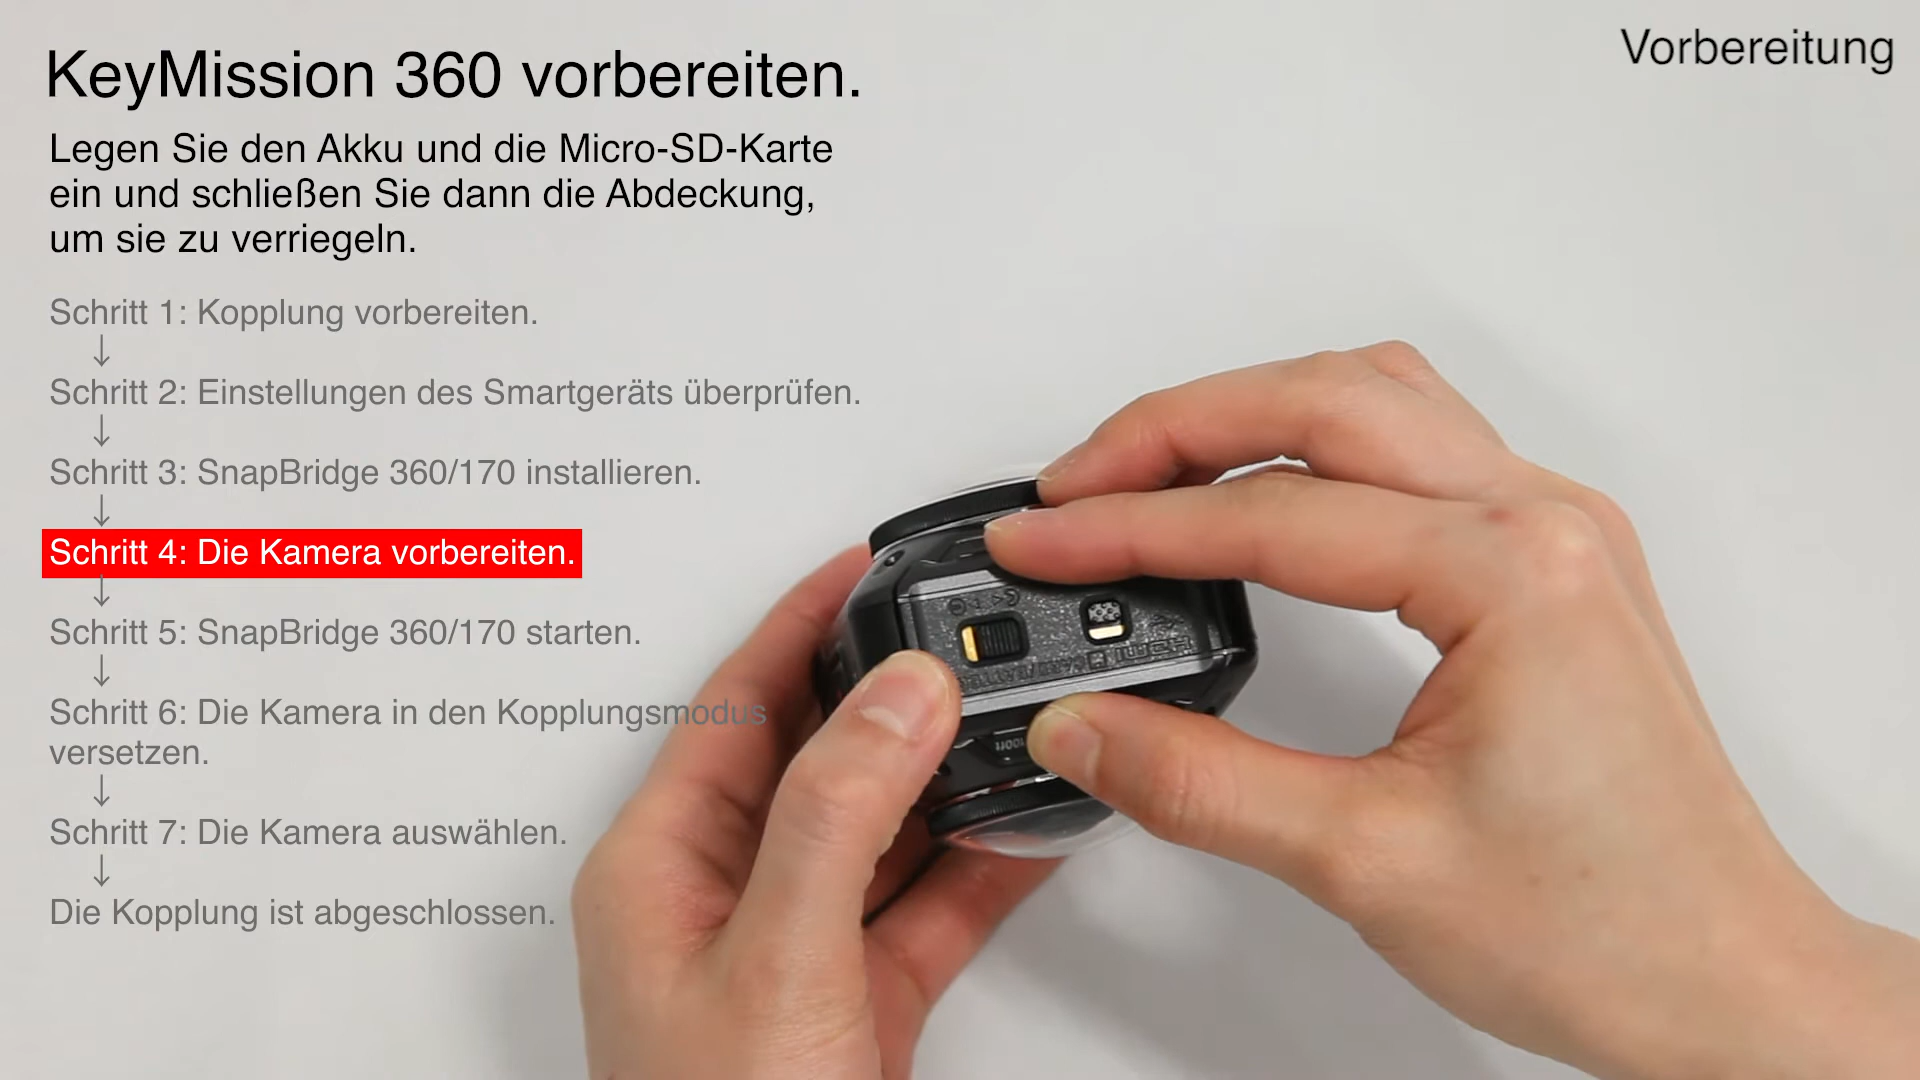 Vorbereitung
KeyMission 360 vorbereiten.
Legen Sie den Akku und die Micro-SD-Karte
ein und schließen Sie dann die Abdeckung,
um sie zu verriegeln.
Schritt 1: Kopplung vorbereiten.
↓
Schritt 2: Einstellungen des Smartgeräts überprüfen.
↓
Schritt 3: SnapBridge 360/170 installieren.
↓
Schritt 4: Die Kamera vorbereiten.
↓
Schritt 5: SnapBridge 360/170 starten.
↓
Schritt 6: Die Kamera in den Kopplungsmodus
versetzen.
↓
Schritt 7: Die Kamera auswählen.
↓
Die Kopplung ist abgeschlossen.
HDMI
100ft